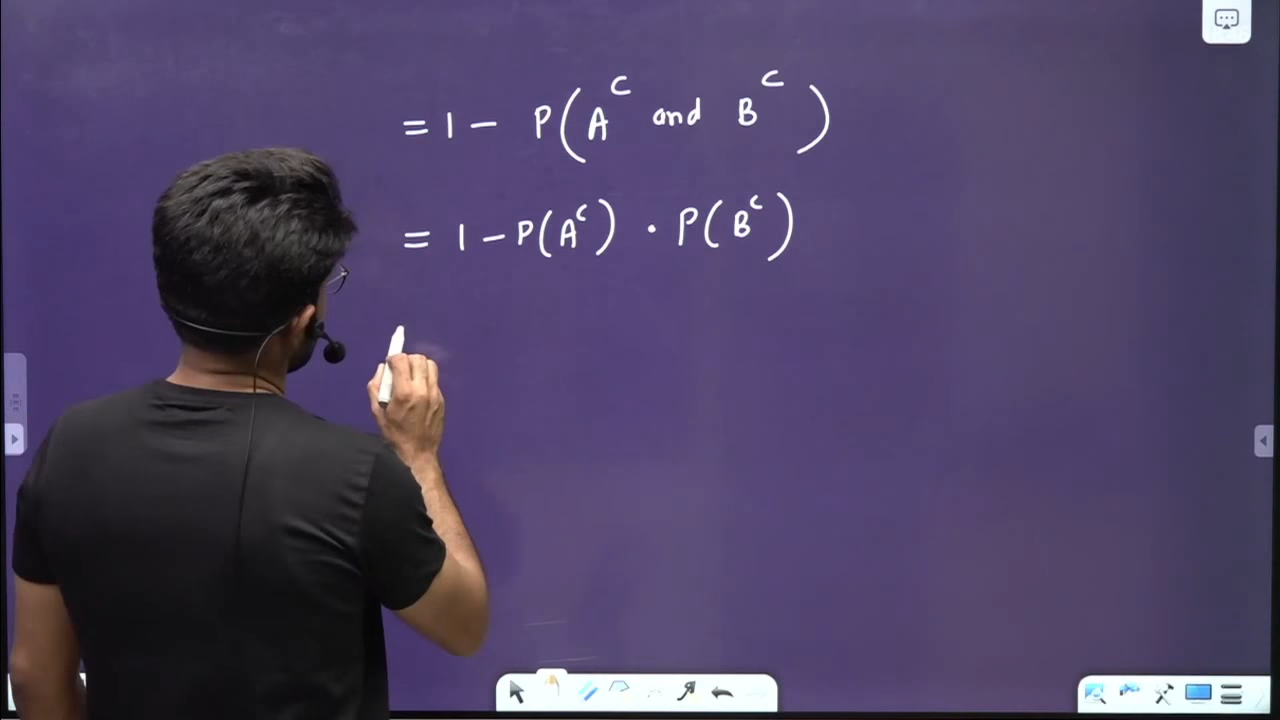 = 1 - P(A^C and B^C)
= 1 - P(A^C) · P(B^C)